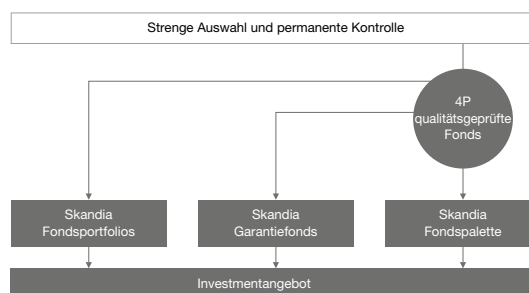 Strenge Auswahl und permanente Kontrolle
4P
qualitätsgeprüfte
Fonds
Skandia
Fondsportfolios
Skandia
Garantiefonds
Skandia
Fondspalette
Investmentangebot